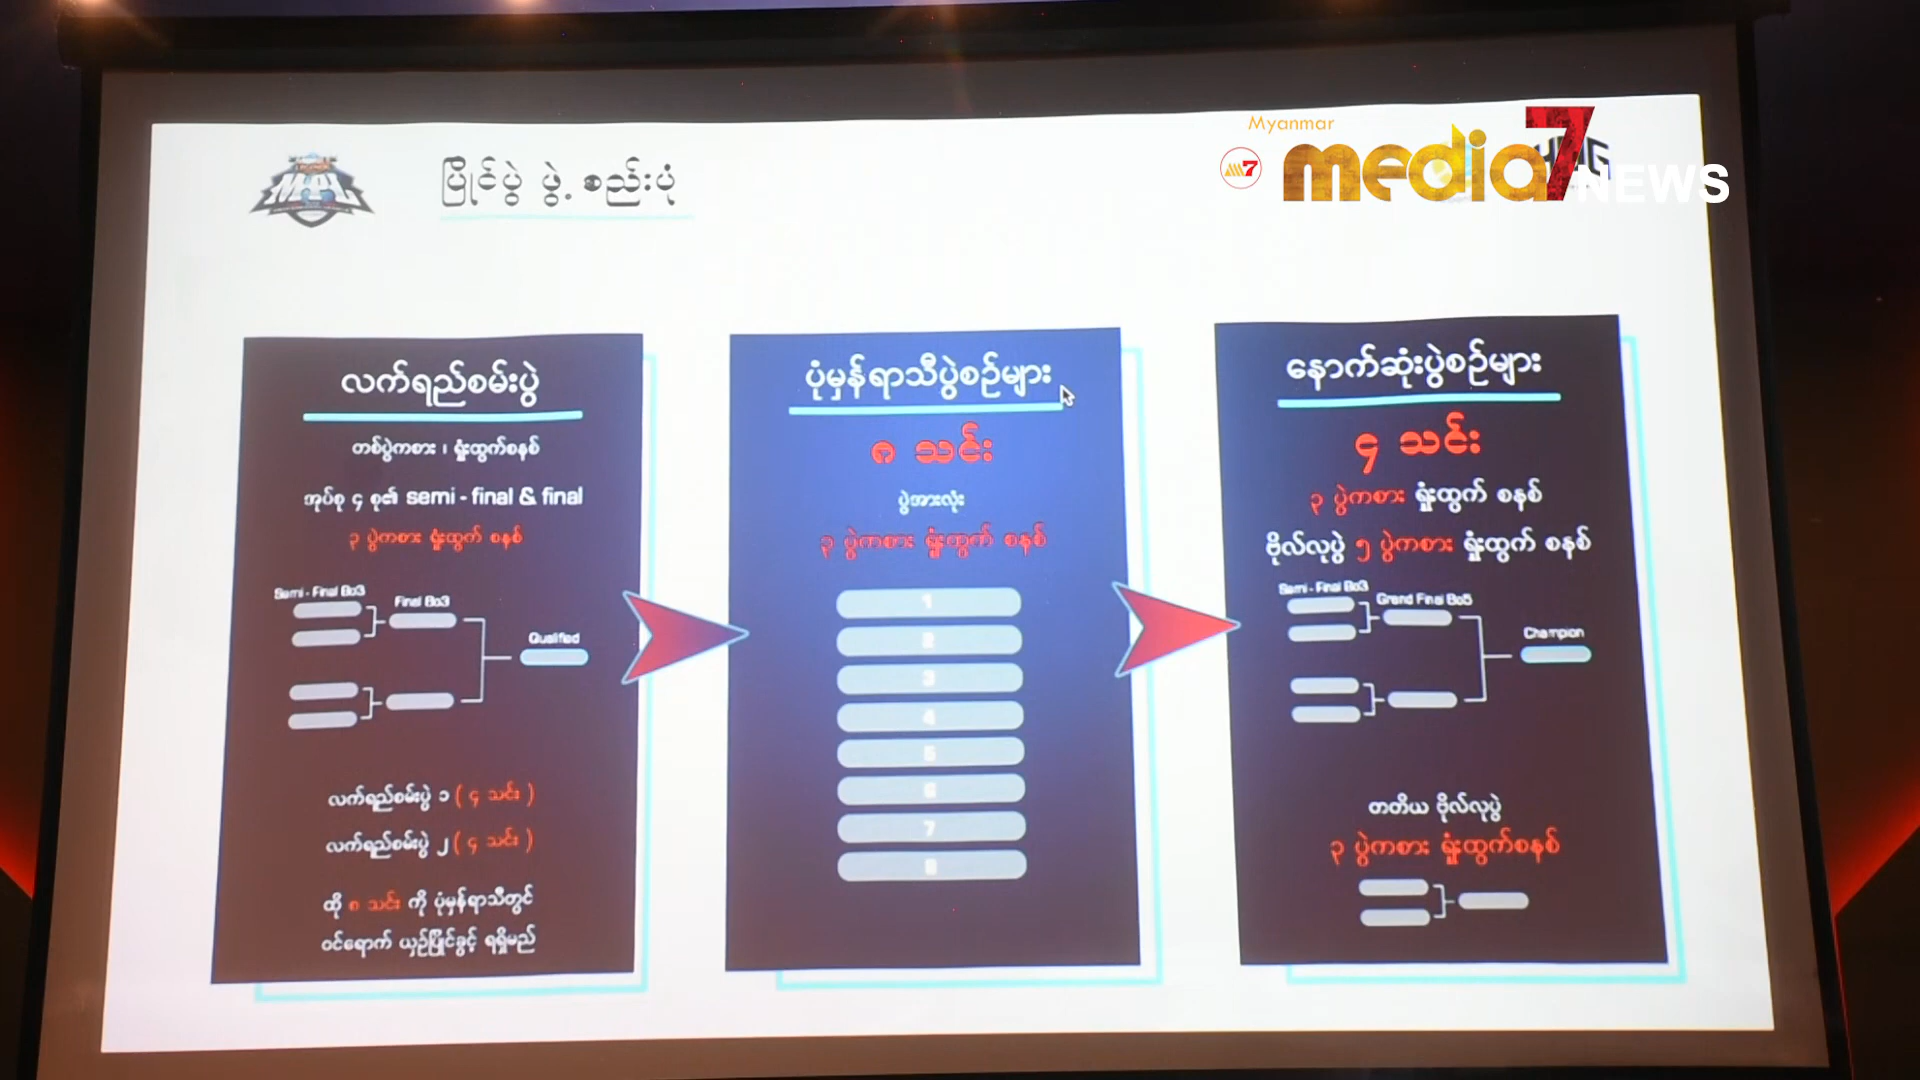 Myanmar
media7 NEWS
MPL
ပြိုင်ပွဲ ဖွဲ့စည်းပုံ
လက်ရည်စမ်းပွဲ
တစ်ပွဲကစား ၊ ရှုံးထွက်စနစ်
အုပ်စု ၄ စု၏ semi - final & final
၃ ပွဲကစား ရှုံးထွက် စနစ်
Semi - Final Bo3
Final Bo3
Qualified
လက်ရည်စမ်းပွဲ ၁ ( ၄ သင်း )
လက်ရည်စမ်းပွဲ ၂ ( ၄ သင်း )
ထို ၈ သင်း ကို ပုံမှန်ရာသီတွင်
ဝင်ရောက် ယှဉ်ပြိုင်ခွင့် ရရှိမည်
ပုံမှန်ရာသီပွဲစဉ်များ
၈ သင်း
ပွဲအားလုံး
၃ ပွဲကစား ရှုံးထွက် စနစ်
1
2
3
4
5
6
7
8
နောက်ဆုံးပွဲစဉ်များ
၄ သင်း
၃ ပွဲကစား ရှုံးထွက် စနစ်
ဗိုလ်လုပွဲ ၅ ပွဲကစား ရှုံးထွက် စနစ်
Semi - Final Bo3
Grand Final Bo5
Champion
တတိယ ဗိုလ်လုပွဲ
၃ ပွဲကစား ရှုံးထွက်စနစ်